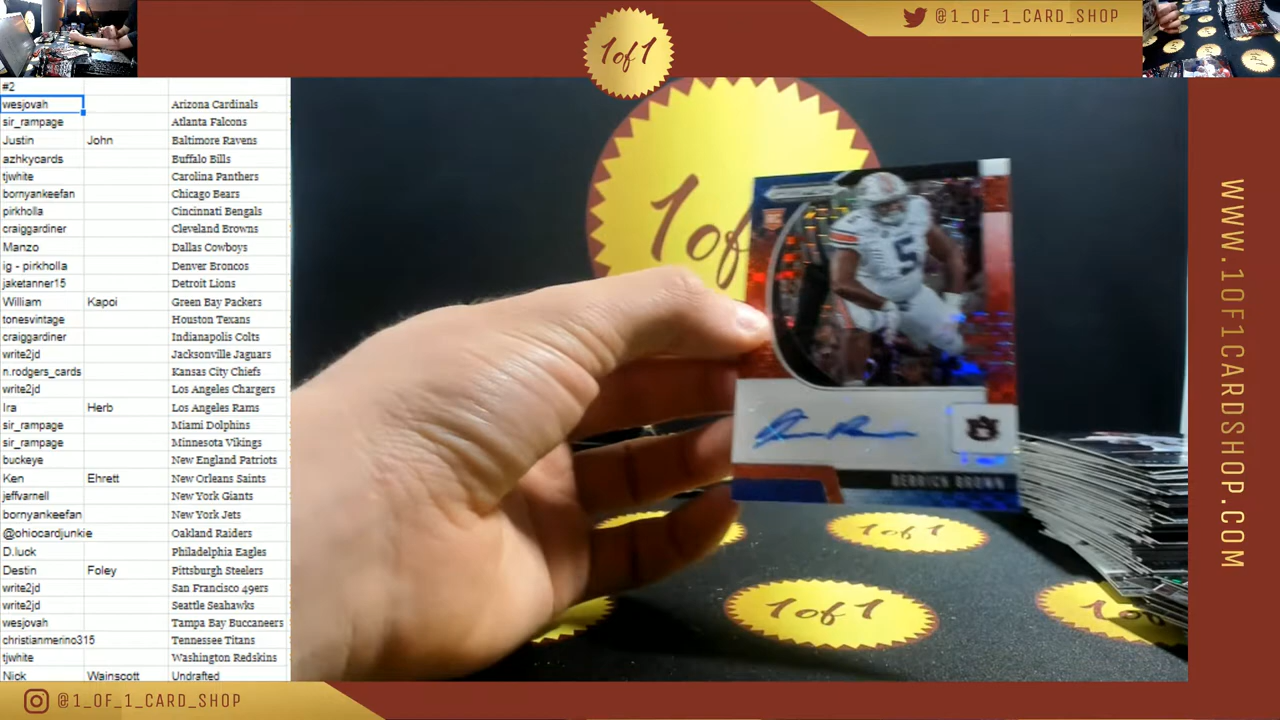 @1_OF_1_CARD_SHOP
1of1
#2
wesjovah Arizona Cardinals
sir_rampage Atlanta Falcons
Justin John Baltimore Ravens
azhkycards Buffalo Bills
tjwhite Carolina Panthers
bornyankeefan Chicago Bears
pirkholla Cincinnati Bengals
craiggardiner Cleveland Browns
Manzo Dallas Cowboys
ig - pirkholla Denver Broncos
jaketanner15 Detroit Lions
William Kapoi Green Bay Packers
tonesvintage Houston Texans
craiggardiner Indianapolis Colts
write2jd Jacksonville Jaguars
n.rodgers_cards Kansas City Chiefs
write2jd Los Angeles Chargers
Ira Herb Los Angeles Rams
sir_rampage Miami Dolphins
sir_rampage Minnesota Vikings
buckeye New England Patriots
Ken Ehrett New Orleans Saints
jeffvarnell New York Giants
bornyankeefan New York Jets
@ohiocardjunkie Oakland Raiders
D.luck Philadelphia Eagles
Destin Foley Pittsburgh Steelers
write2jd San Francisco 49ers
write2jd Seattle Seahawks
wesjovah Tampa Bay Buccaneers
christianmerino315 Tennessee Titans
tjwhite Washington Redskins
Nick Wainscott Undrafted
1of
RC
5
DERRICK BROWN
1of1
1of1
WWW.1OF1CARDSHOP.COM
@1_OF_1_CARD_SHOP